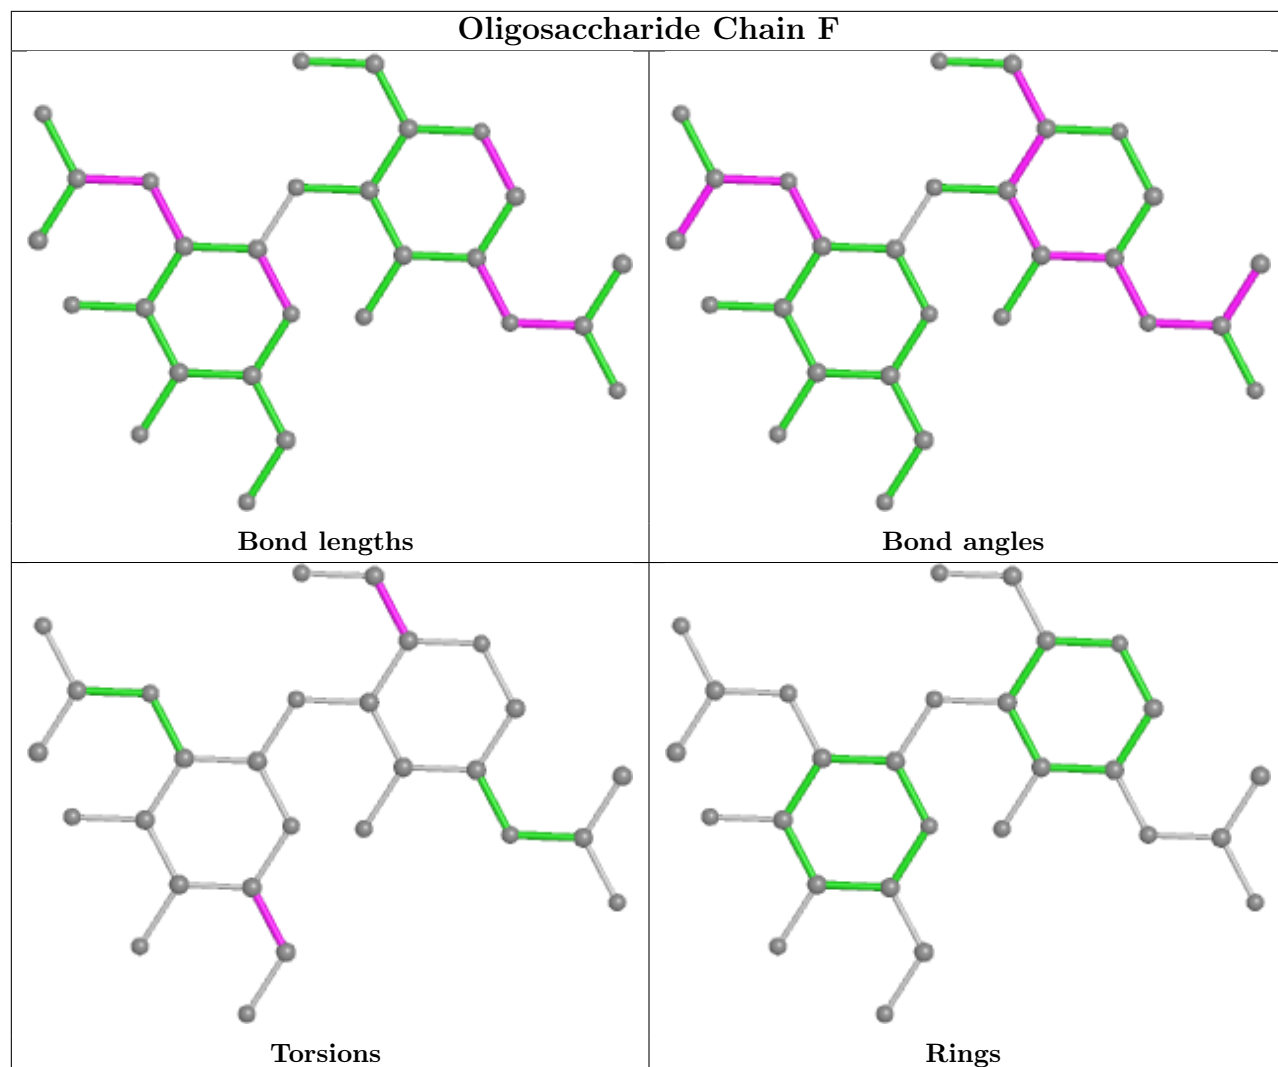 Oligosaccharide Chain F
Bond lengths
Bond angles
Torsions
Rings